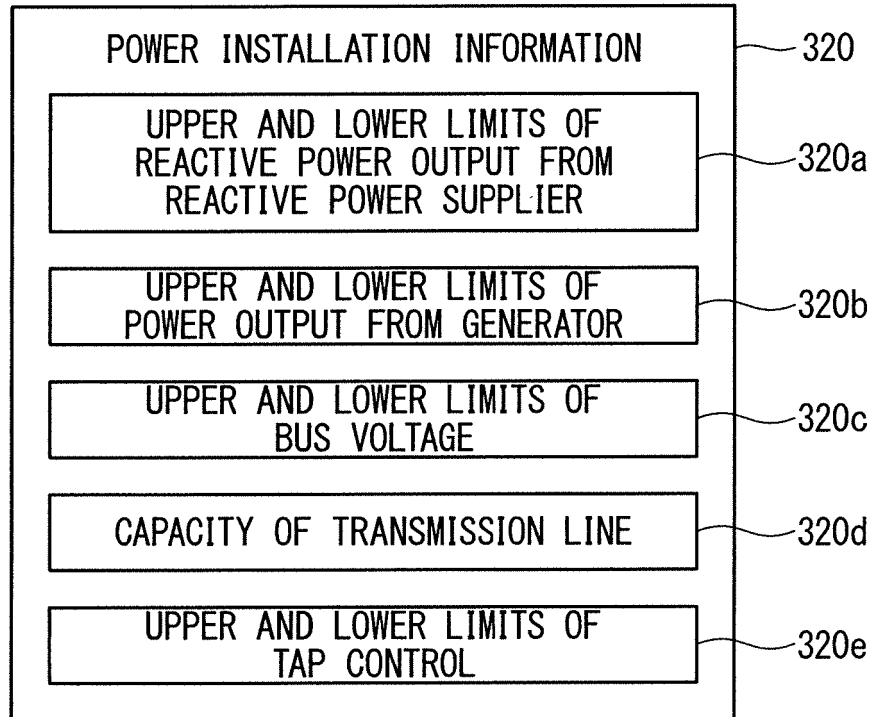 POWER INSTALLATION INFORMATION
320
UPPER AND LOWER LIMITS OF
REACTIVE POWER OUTPUT FROM
REACTIVE POWER SUPPLIER
320a
UPPER AND LOWER LIMITS OF
POWER OUTPUT FROM GENERATOR
320b
UPPER AND LOWER LIMITS OF
BUS VOLTAGE
320c
CAPACITY OF TRANSMISSION LINE
320d
UPPER AND LOWER LIMITS OF
TAP CONTROL
320e